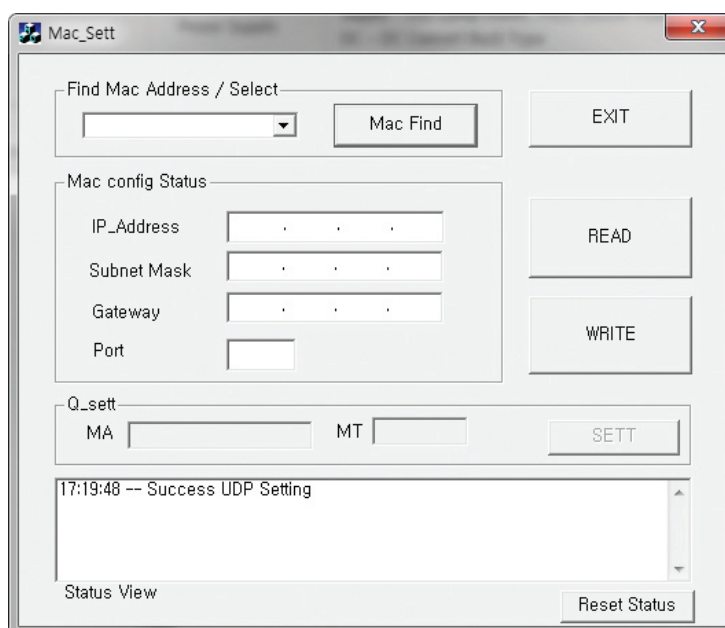 Mac_Sett
Find Mac Address / Select
Mac Find
EXIT
Mac config Status
IP_Address
Subnet Mask
Gateway
Port
READ
WRITE
Q_sett
MA
MT
SETT
17:19:48 -- Success UDP Setting
Status View
Reset Status